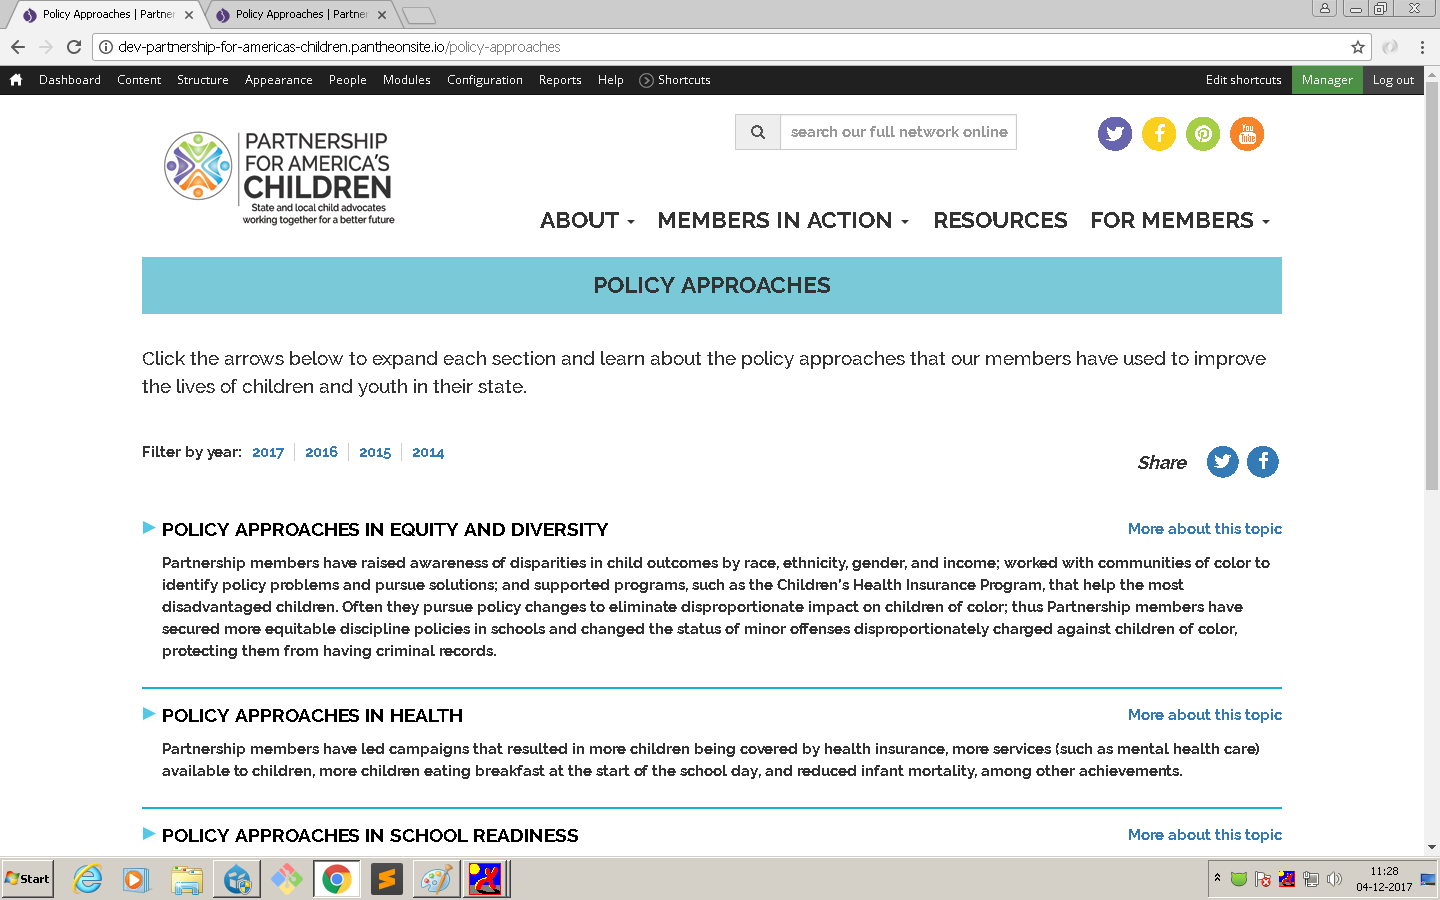 Policy Approaches | Partner
Policy Approaches | Partner
dev-partnership-for-americas-children.pantheonsite.io/policy-approaches
Dashboard Content Structure Appearance People Modules Configuration Reports Help Shortcuts Edit shortcuts Manager Log out
PARTNERSHIP
FOR AMERICA'S
CHILDREN
State and local child advocates
working together for a better future
search our full network online
You
Tube
ABOUT MEMBERS IN ACTION RESOURCES FOR MEMBERS
POLICY APPROACHES
Click the arrows below to expand each section and learn about the policy approaches that our members have used to improve
the lives of children and youth in their state.
Filter by year: 2017 2016 2015 2014
Share
POLICY APPROACHES IN EQUITY AND DIVERSITY More about this topic
Partnership members have raised awareness of disparities in child outcomes by race, ethnicity, gender, and income; worked with communities of color to
identify policy problems and pursue solutions; and supported programs, such as the Children's Health Insurance Program, that help the most
disadvantaged children. Often they pursue policy changes to eliminate disproportionate impact on children of color; thus Partnership members have
secured more equitable discipline policies in schools and changed the status of minor offenses disproportionately charged against children of color,
protecting them from having criminal records.
POLICY APPROACHES IN HEALTH More about this topic
Partnership members have led campaigns that resulted in more children being covered by health insurance, more services (such as mental health care)
available to children, more children eating breakfast at the start of the school day, and reduced infant mortality, among other achievements.
POLICY APPROACHES IN SCHOOL READINESS More about this topic
Start
11:28
04-12-2017